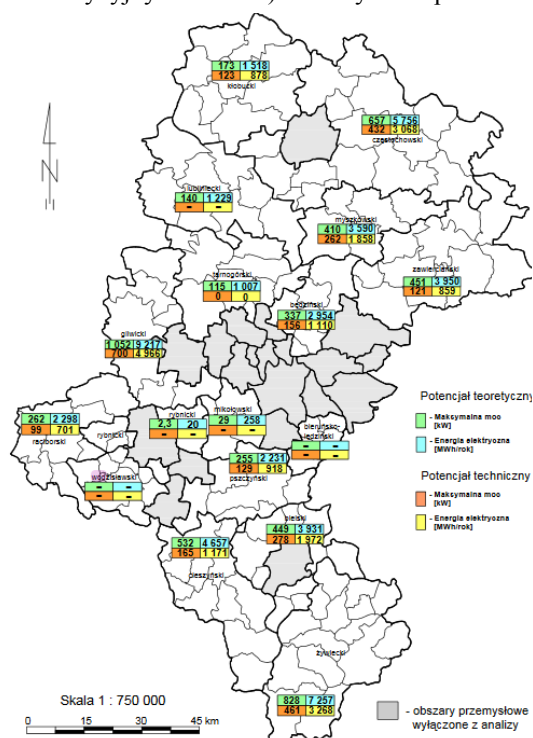 173 1 518
123 878
kłobucki
657 5 756
432 3 068
częstochowski
N
lubliniecki
140 1 229
- -
410 3 590
myszkowski
262 1 858
zawierciański
451 3 950
121 859
tarnogórski
115 1 007
0 0
będziński
337 2 954
156 1 110
gliwicki
1 052 9 217
700 4 966
262 2 298
99 701
raciborski
rybnicki
rybnicki
2,3 20
- -
mikołowski
29 258
- -
bieruńsko-
lędziński
- -
- -
255 2 231
129 918
pszczyński
wodzisławski
- -
- -
bielski
449 3 931
278 1 972
532 4 657
165 1 171
cieszyński
żywiecki
828 7 257
461 3 268
Potencjał teoretyczny
- Maksymalna moo
[kW]
- Energia elektryozna
[MWh/rok]
Potencjał techniczny
- Maksymalna moo
[kW]
- Energia elektryozna
[MWh/rok]
Skala 1 : 750 000
0 15 30 45 km
- obszary przemysłowe
wyłączone z analizy